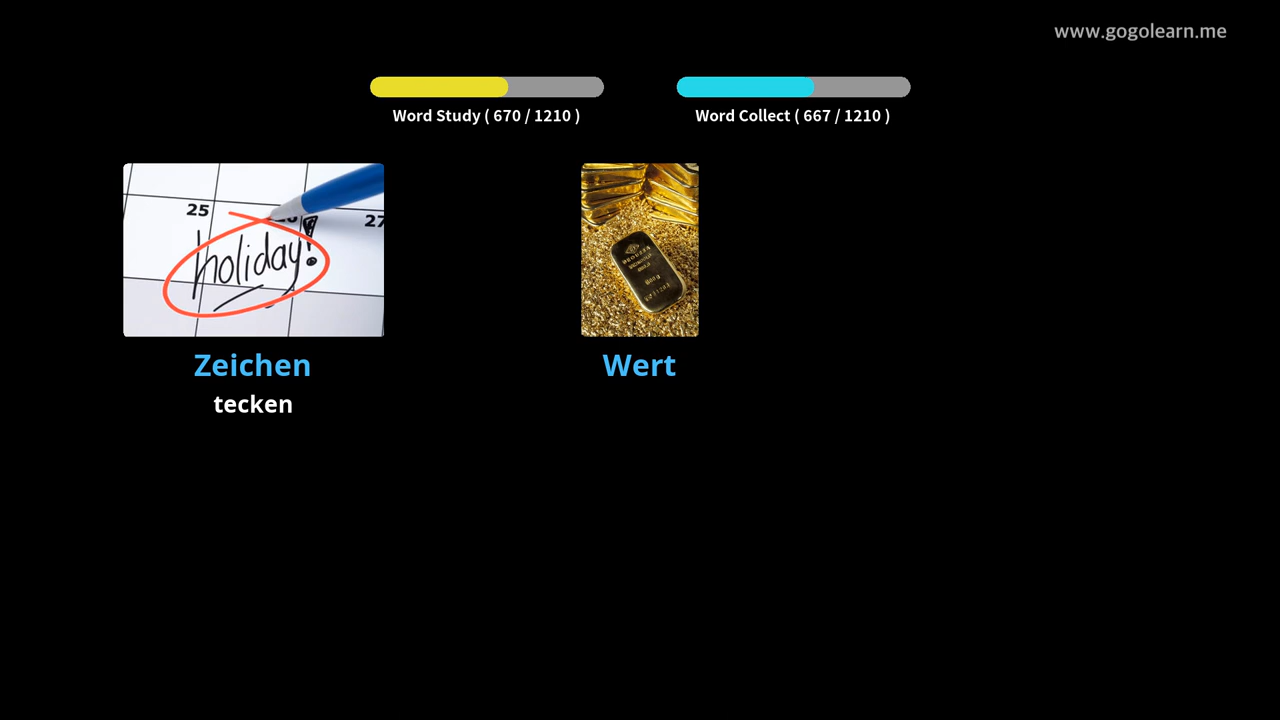 www.gogolearn.me
Word Study ( 670 / 1210 )
Word Collect ( 667 / 1210 )
25
27
holiday!
Zeichen
Wert
tecken